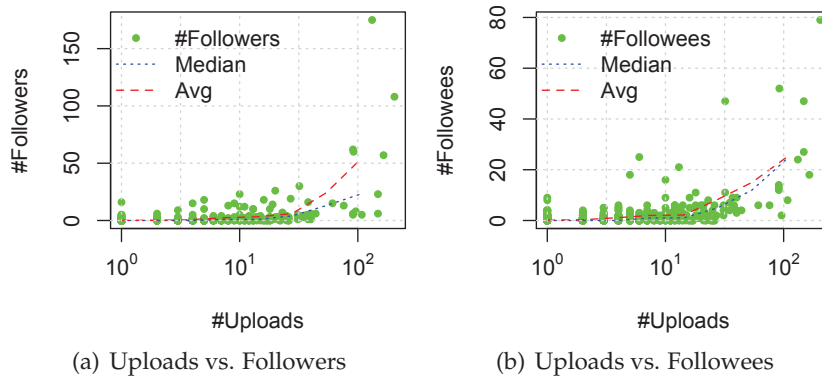 #Followers
Median
Avg
0
50
100
150
#Followers
10^0
10^1
10^2
#Uploads
(a) Uploads vs. Followers
#Followees
Median
Avg
0
20
40
60
80
#Followees
10^0
10^1
10^2
#Uploads
(b) Uploads vs. Followees